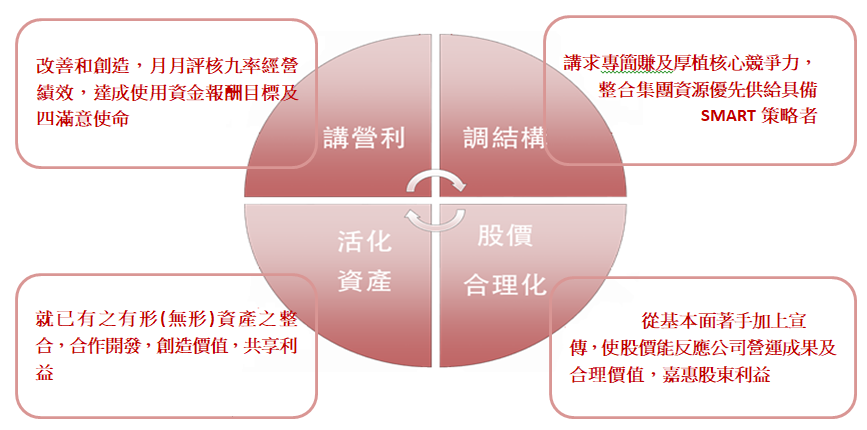 改善和創造，月月評核九率經營
績效，達成使用資金報酬目標及
四滿意使命
講求專簡賺及厚植核心競爭力，
整合集團資源優先供給具備
SMART 策略者
講營利
调結構
活化
資產
股價
合理化
就已有之有形(無形)資產之整
合，合作開發，創造價值，共享利
益
從基本面著手加上宣
傳，使股價能反應公司營運成果及
合理價值，嘉惠股東利益